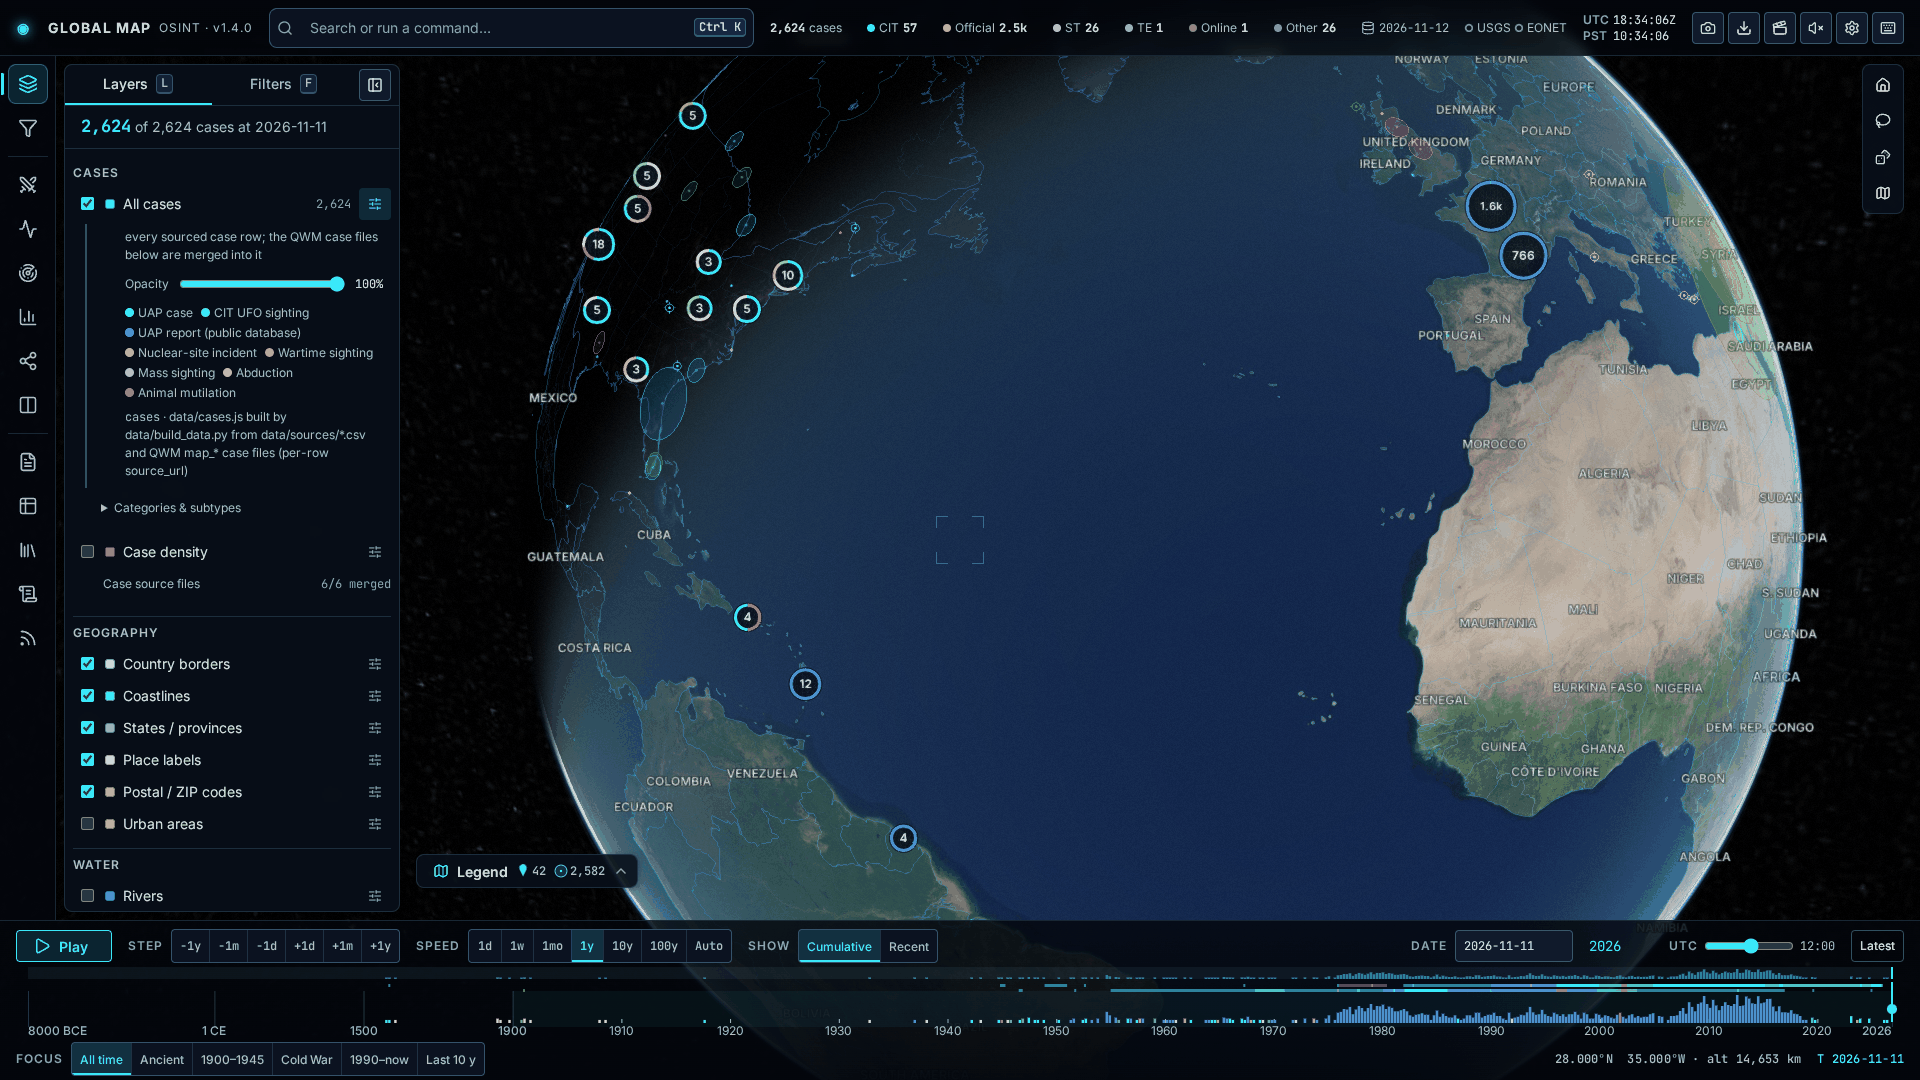 GLOBAL MAP OSINT · v1.4.0
Search or run a command... Ctrl K
2,624 cases CIT 57 Official 2.5k ST 26 TE 1 Online 1 Other 26 2026-11-12 USGS EONET
UTC 18:34:06Z
PST 10:34:06
Layers L Filters F
2,624 of 2,624 cases at 2026-11-11
CASES
All cases 2,624
every sourced case row; the QWM case files
below are merged into it
Opacity 100%
UAP case CIT UFO sighting
UAP report (public database)
Nuclear-site incident Wartime sighting
Mass sighting Abduction
Animal mutilation
cases · data/cases.js built by
data/build_data.py from data/sources/*.csv
and QWM map_* case files (per-row
source_url)
Categories & subtypes
Case density
Case source files 6/6 merged
GEOGRAPHY
Country borders
Coastlines
States / provinces
Place labels
Postal / ZIP codes
Urban areas
WATER
Rivers
NORWAY ESTONIA
EUROPE
DENMARK
POLAND
UNITED KINGDOM
IRELAND GERMANY
ROMANIA
TURKEY
SYRIA
GREECE
ISRAEL
SPAIN
PORTUGAL
SAUDI ARABIA
TUNISIA
EGYPT
LIBYA
MOROCCO
ALGERIA
SUDAN
ETHIOPIA
CHAD
NIGER
S. SUDAN
MALI
MAURITANIA
UGANDA
AFRICA
BURKINA FASO NIGERIA
SENEGAL
DEM. REP. CONGO
GUINEA GHANA
CÔTE D'IVOIRE
GABON
ANGOLA
NAMIBIA
MEXICO
CUBA
GUATEMALA
COSTA RICA
COLOMBIA VENEZUELA
ECUADOR
BOLIVIA
5
5
5
18
3
10
5
3
5
3
4
12
4
1.6k
766
Legend 42 2,582
Play STEP -1y -1m -1d +1d +1m +1y SPEED 1d 1w 1mo 1y 10y 100y Auto SHOW Cumulative Recent DATE 2026-11-11 2026 UTC 12:00 Latest
8000 BCE 1 CE 1500 1900 1910 1920 1930 1940 1950 1960 1970 1980 1990 2000 2010 2020 2026
FOCUS All time Ancient 1900–1945 Cold War 1990–now Last 10 y
28.000°N 35.000°W · alt 14,653 km T 2026-11-11